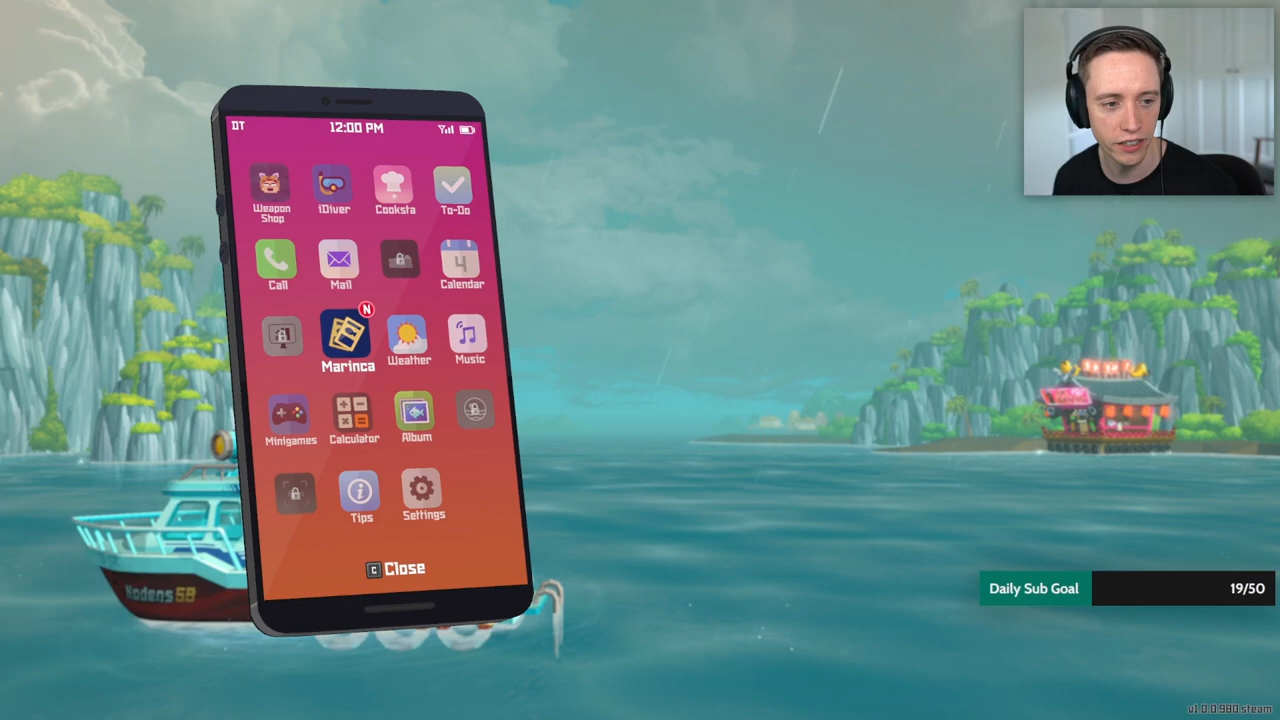 DT
12:00 PM
Weapon
Shop
iDiver
Cooksta
To-Do
Call
Mail
4
Calendar
N
Marinca
Weather
Music
Minigames
Calculator
Album
Tips
Settings
C Close
Nodens 58
Daily Sub Goal
19/50
v1.0.0.980.steam